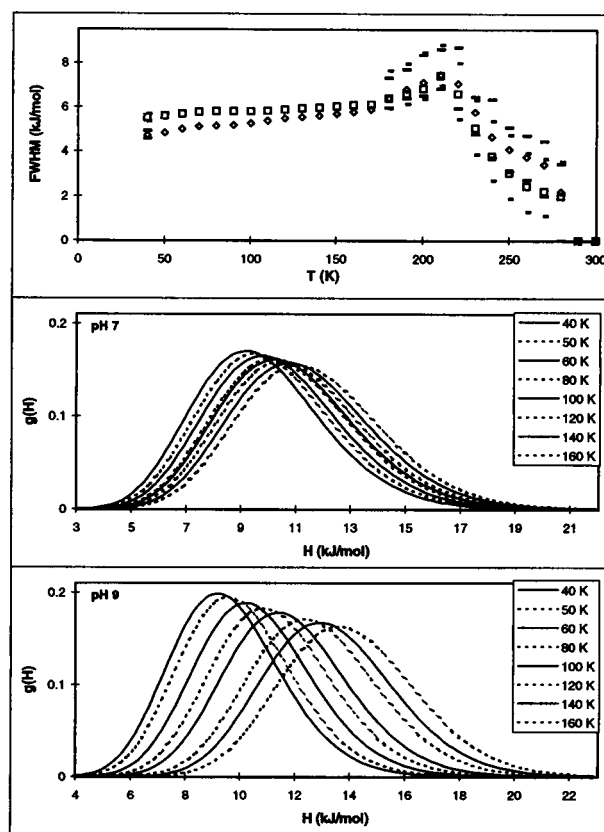 8
6
4
2
0
FWHM (kJ/mol)
0 50 100 150 200 250 300
T (K)
pH 7
0.2
0.1
0
g(H)
40 K
50 K
60 K
80 K
100 K
120 K
140 K
160 K
3 5 7 9 11 13 15 17 19 21
H (kJ/mol)
pH 9
0.2
0.1
0
g(H)
40 K
50 K
60 K
80 K
100 K
120 K
140 K
160 K
4 6 8 10 12 14 16 18 20 22
H (kJ/mol)